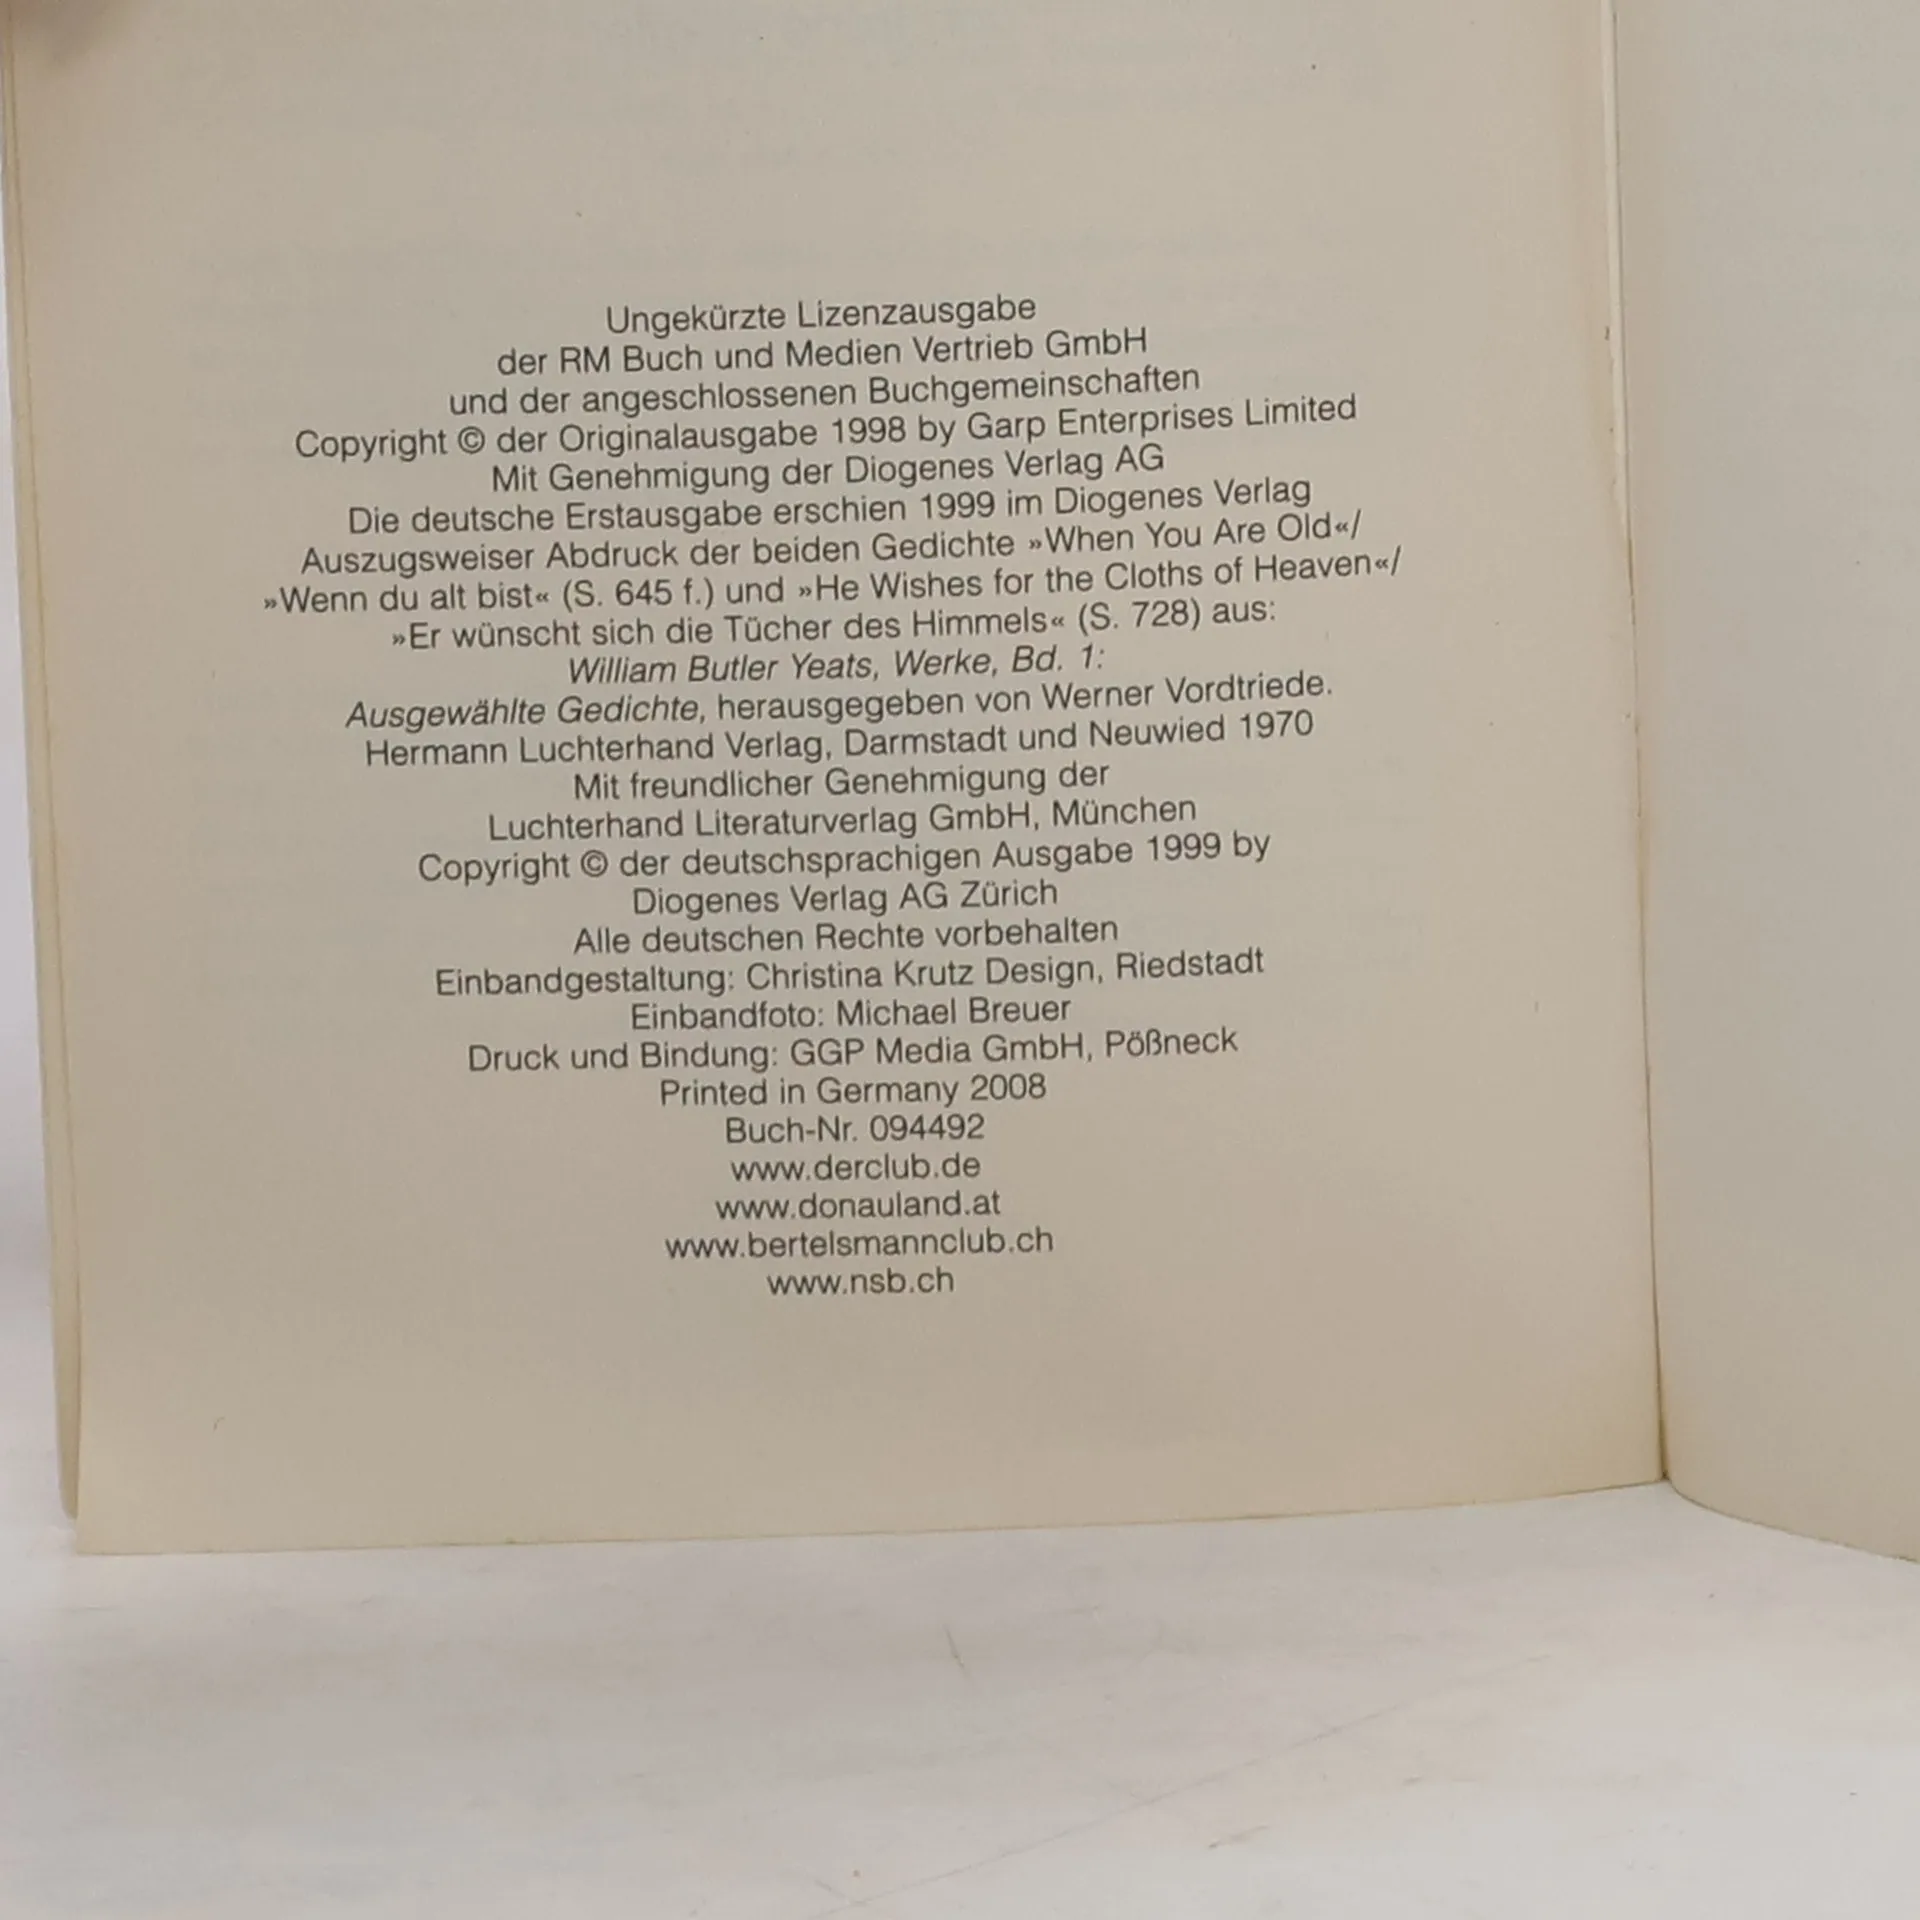 Ungekürzte Lizenzausgabe
der RM Buch und Medien Vertrieb GmbH
und der angeschlossenen Buchgemeinschaften
Copyright © der Originalausgabe 1998 by Garp Enterprises Limited
Mit Genehmigung der Diogenes Verlag AG
Die deutsche Erstausgabe erschien 1999 im Diogenes Verlag
Auszugsweiser Abdruck der beiden Gedichte »When You Are Old«/
»Wenn du alt bist« (S. 645 f.) und »He Wishes for the Cloths of Heaven«/
»Er wünscht sich die Tücher des Himmels« (S. 728) aus:
William Butler Yeats, Werke, Bd. 1:
Ausgewählte Gedichte, herausgegeben von Werner Vordtriede.
Hermann Luchterhand Verlag, Darmstadt und Neuwied 1970
Mit freundlicher Genehmigung der
Luchterhand Literaturverlag GmbH, München
Copyright © der deutschsprachigen Ausgabe 1999 by
Diogenes Verlag AG Zürich
Alle deutschen Rechte vorbehalten
Einbandgestaltung: Christina Krutz Design, Riedstadt
Einbandfoto: Michael Breuer
Druck und Bindung: GGP Media GmbH, Pößneck
Printed in Germany 2008
Buch-Nr. 094492
www.derclub.de
www.donauland.at
www.bertelsmannclub.ch
www.nsb.ch